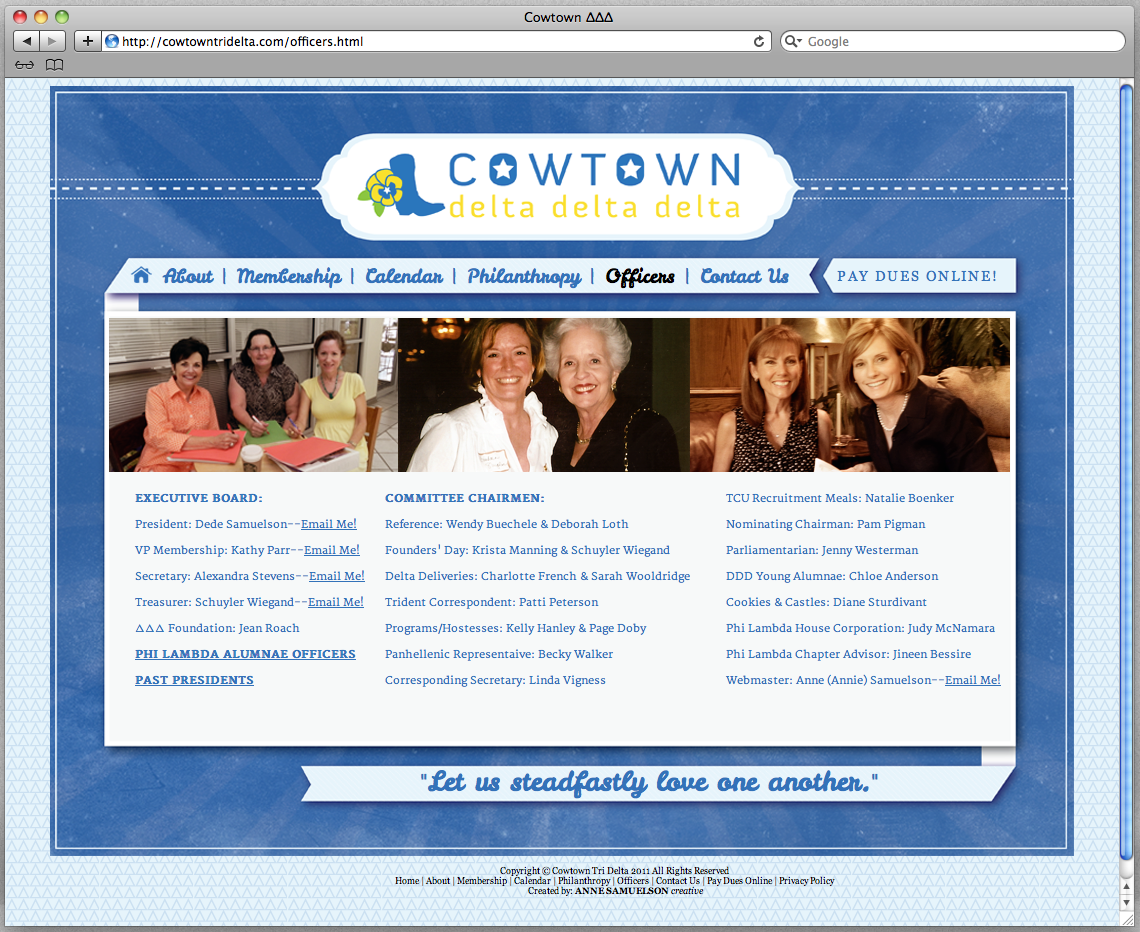 Cowtown ΔΔΔ
http://cowtowntridelta.com/officers.html
Google
COWTOWN
delta delta delta
About | Membership | Calendar | Philanthropy | Officers | Contact Us
PAY DUES ONLINE!
EXECUTIVE BOARD:
President: Dede Samuelson--Email Me!
VP Membership: Kathy Parr--Email Me!
Secretary: Alexandra Stevens--Email Me!
Treasurer: Schuyler Wiegand--Email Me!
ΔΔΔ Foundation: Jean Roach
PHI LAMBDA ALUMNAE OFFICERS
PAST PRESIDENTS
COMMITTEE CHAIRMEN:
Reference: Wendy Buechele & Deborah Loth
Founders' Day: Krista Manning & Schuyler Wiegand
Delta Deliveries: Charlotte French & Sarah Wooldridge
Trident Correspondent: Patti Peterson
Programs/Hostesses: Kelly Hanley & Page Doby
Panhellenic Representaive: Becky Walker
Corresponding Secretary: Linda Vigness
TCU Recruitment Meals: Natalie Boenker
Nominating Chairman: Pam Pigman
Parliamentarian: Jenny Westerman
DDD Young Alumnae: Chloe Anderson
Cookies & Castles: Diane Sturdivant
Phi Lambda House Corporation: Judy McNamara
Phi Lambda Chapter Advisor: Jineen Bessire
Webmaster: Anne (Annie) Samuelson--Email Me!
"Let us steadfastly love one another."
Copyright © Cowtown Tri Delta 2011 All Rights Reserved
Home | About | Membership | Calendar | Philanthropy | Officers | Contact Us | Pay Dues Online | Privacy Policy
Created by: ANNE SAMUELSON creative